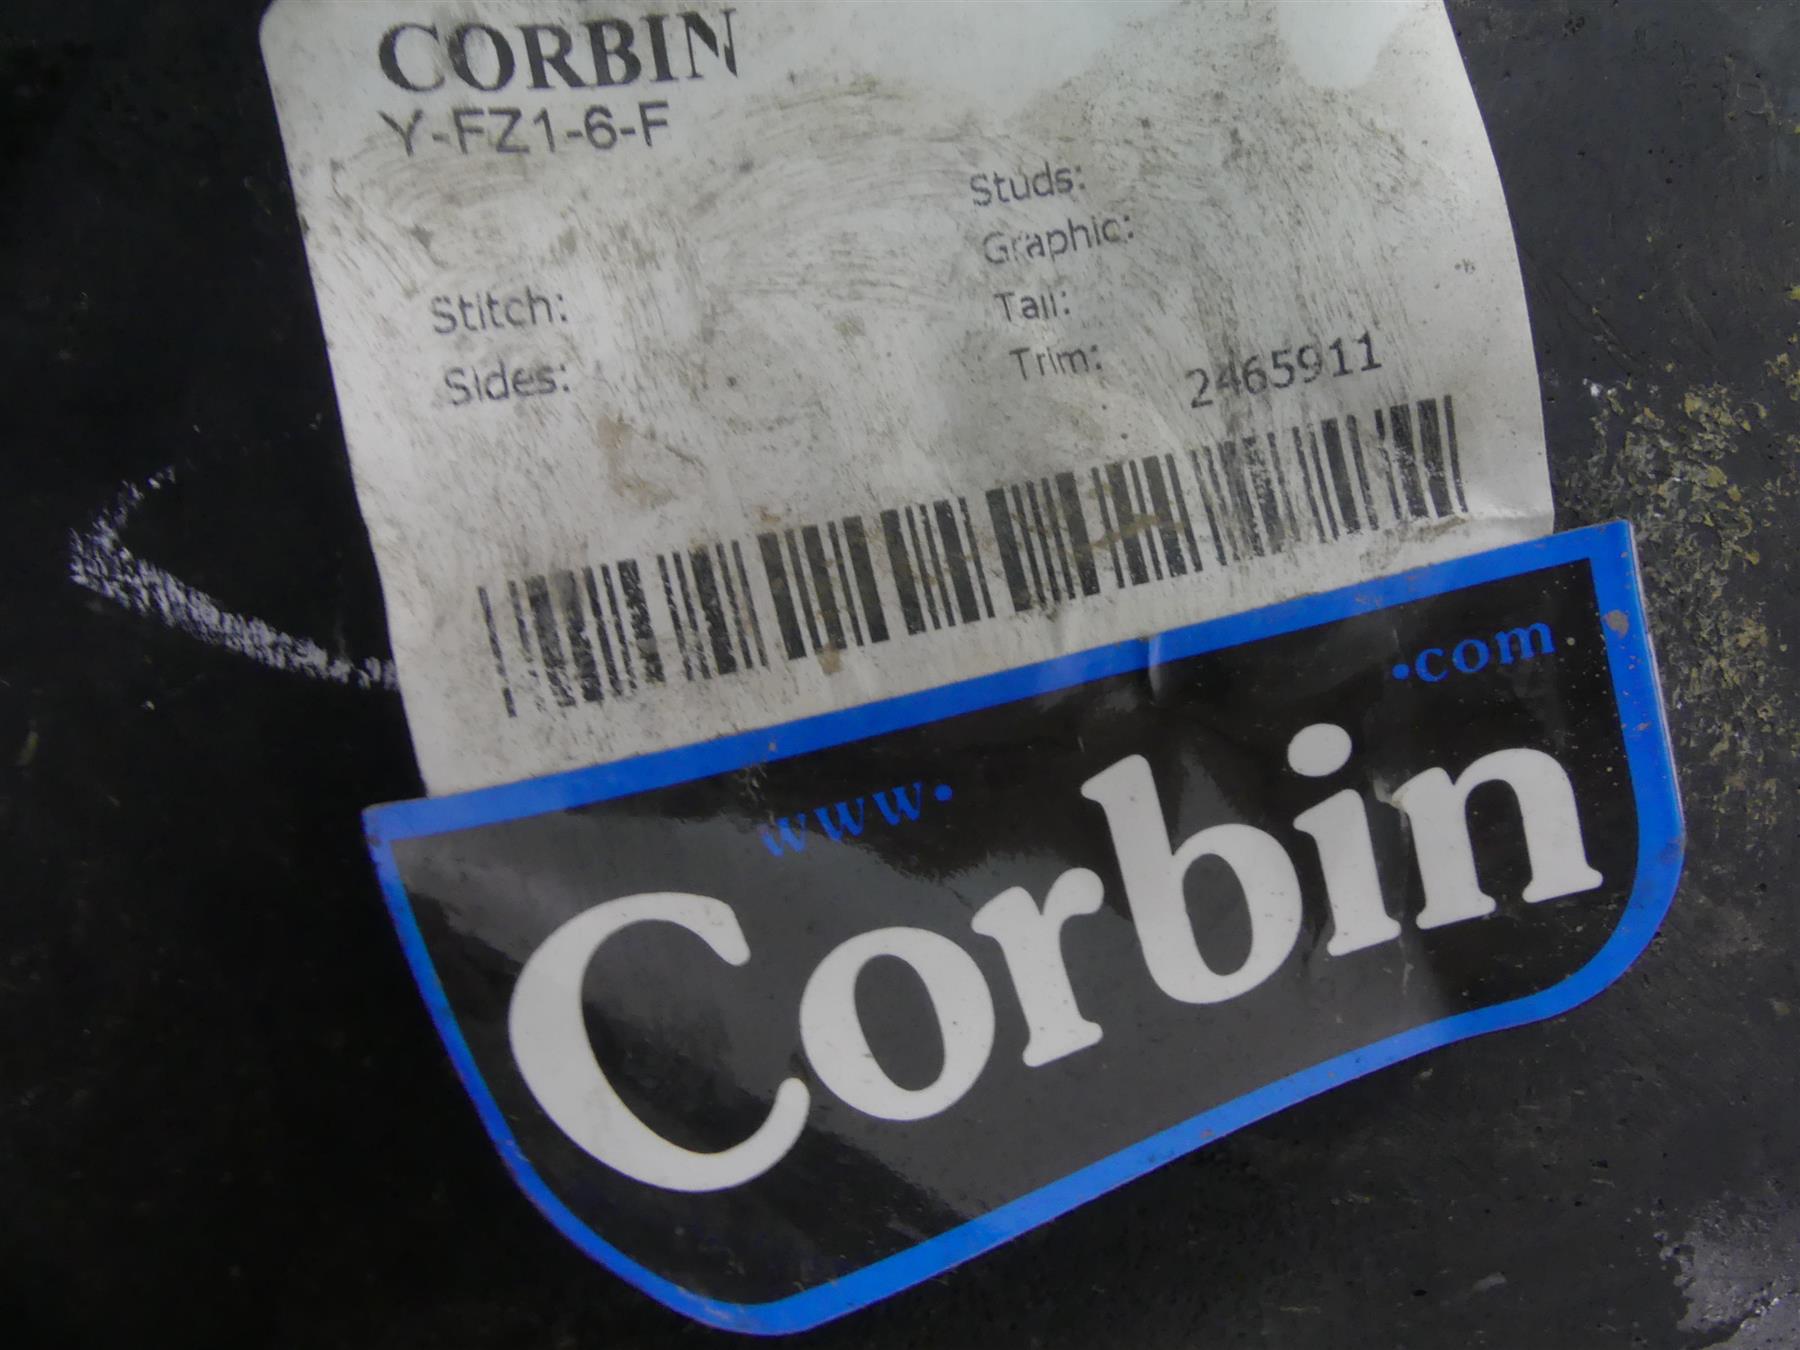 CORBIN
Y-FZ1-6-F
Studs:
Graphic:
Stitch:
Tail:
Sides:
Trim:
2465911
www.
.com
Corbin